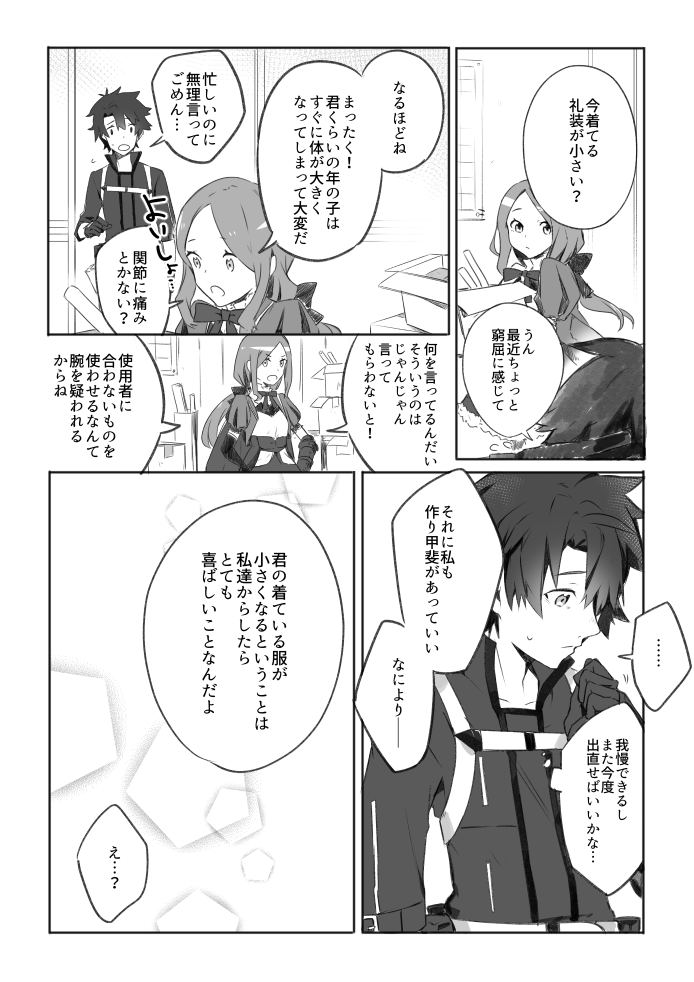 今着てる
礼装が小さい？
うん
最近ちょっと
窮屈に感じて
なるほどね
まったく！
君くらいの年の子は
すぐに体が大きく
なってしまって大変だ
忙しいのに
無理言って
ごめん…
よいしょ…
関節に痛み
とかない？
何を言ってるんだい
そういうのは
じゃんじゃん
言って
もらわないと！
使用者に
合わないものを
使わせるなんて
腕を疑われる
からね
……
我慢できるし
また今度
出直せばいいかな…
それに私も
作り甲斐があっていい
なにより――
君の着ている服が
小さくなるということは
私達からしたら
とても
喜ばしいことなんだよ
え…？